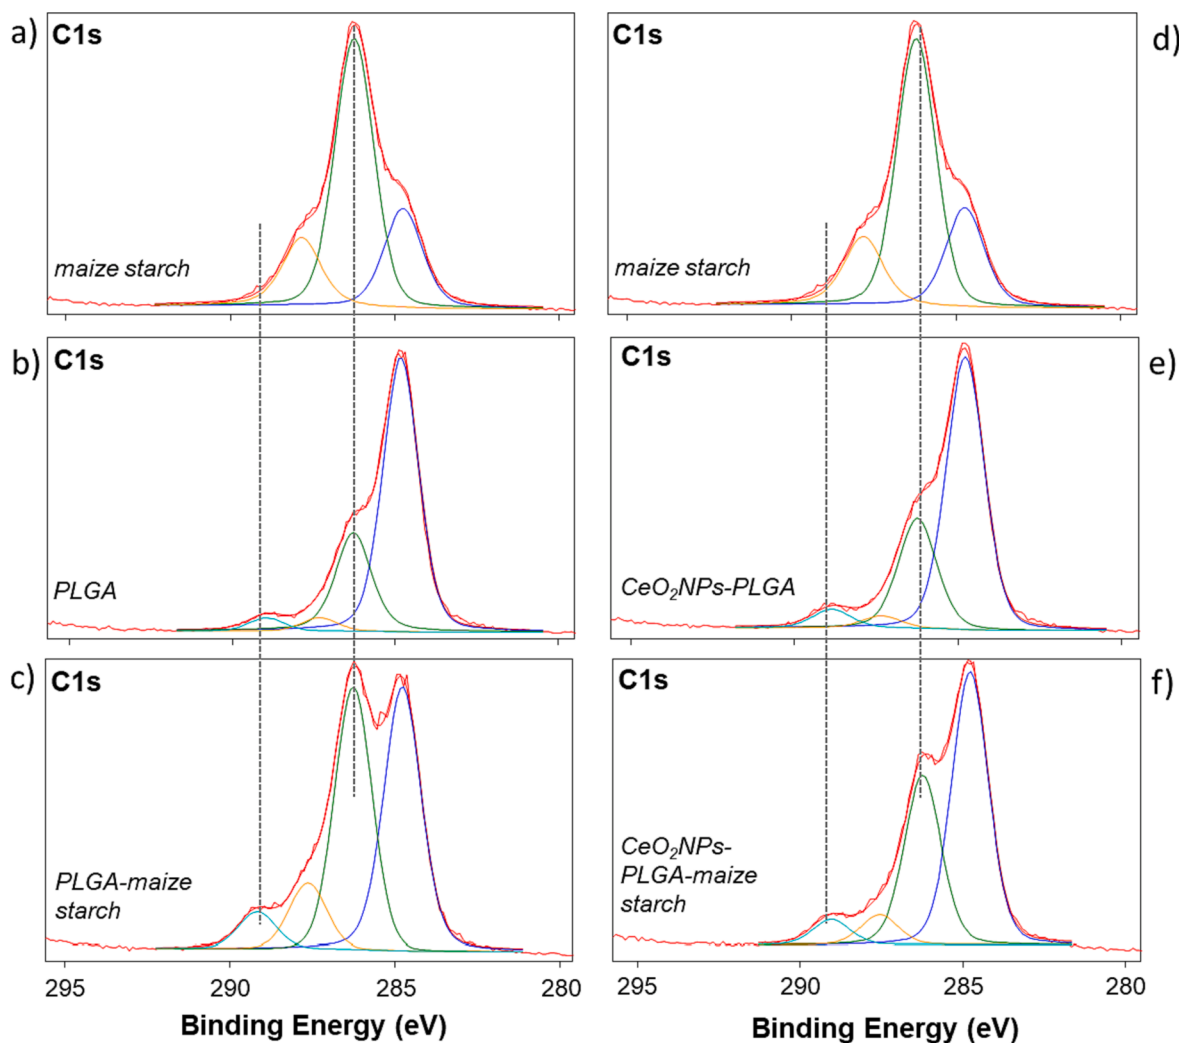 a)
C1s
maize starch
C1s
d)
maize starch
b)
C1s
PLGA
C1s
e)
CeO₂NPs-PLGA
c)
C1s
PLGA-maize
starch
C1s
f)
CeO₂NPs-
PLGA-maize
starch
295 290 285 280
Binding Energy (eV)
295 290 285 280
Binding Energy (eV)